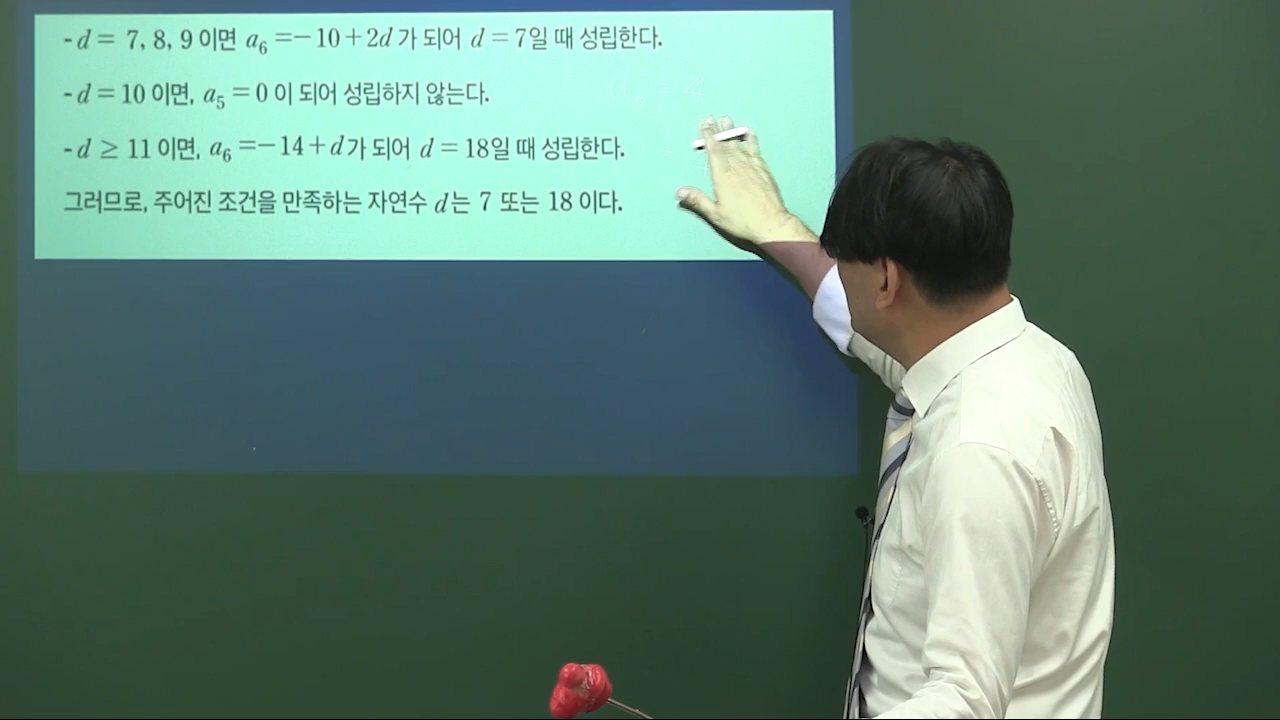 - d = 7, 8, 9 이면 a₆ =−10+2d 가 되어 d = 7일 때 성립한다.
- d = 10 이면, a₅ = 0 이 되어 성립하지 않는다.
a₆ = 4
- d ≥ 11 이면, a₆ =−14+d 가 되어 d = 18일 때 성립한다.
그러므로, 주어진 조건을 만족하는 자연수 d는 7 또는 18 이다.